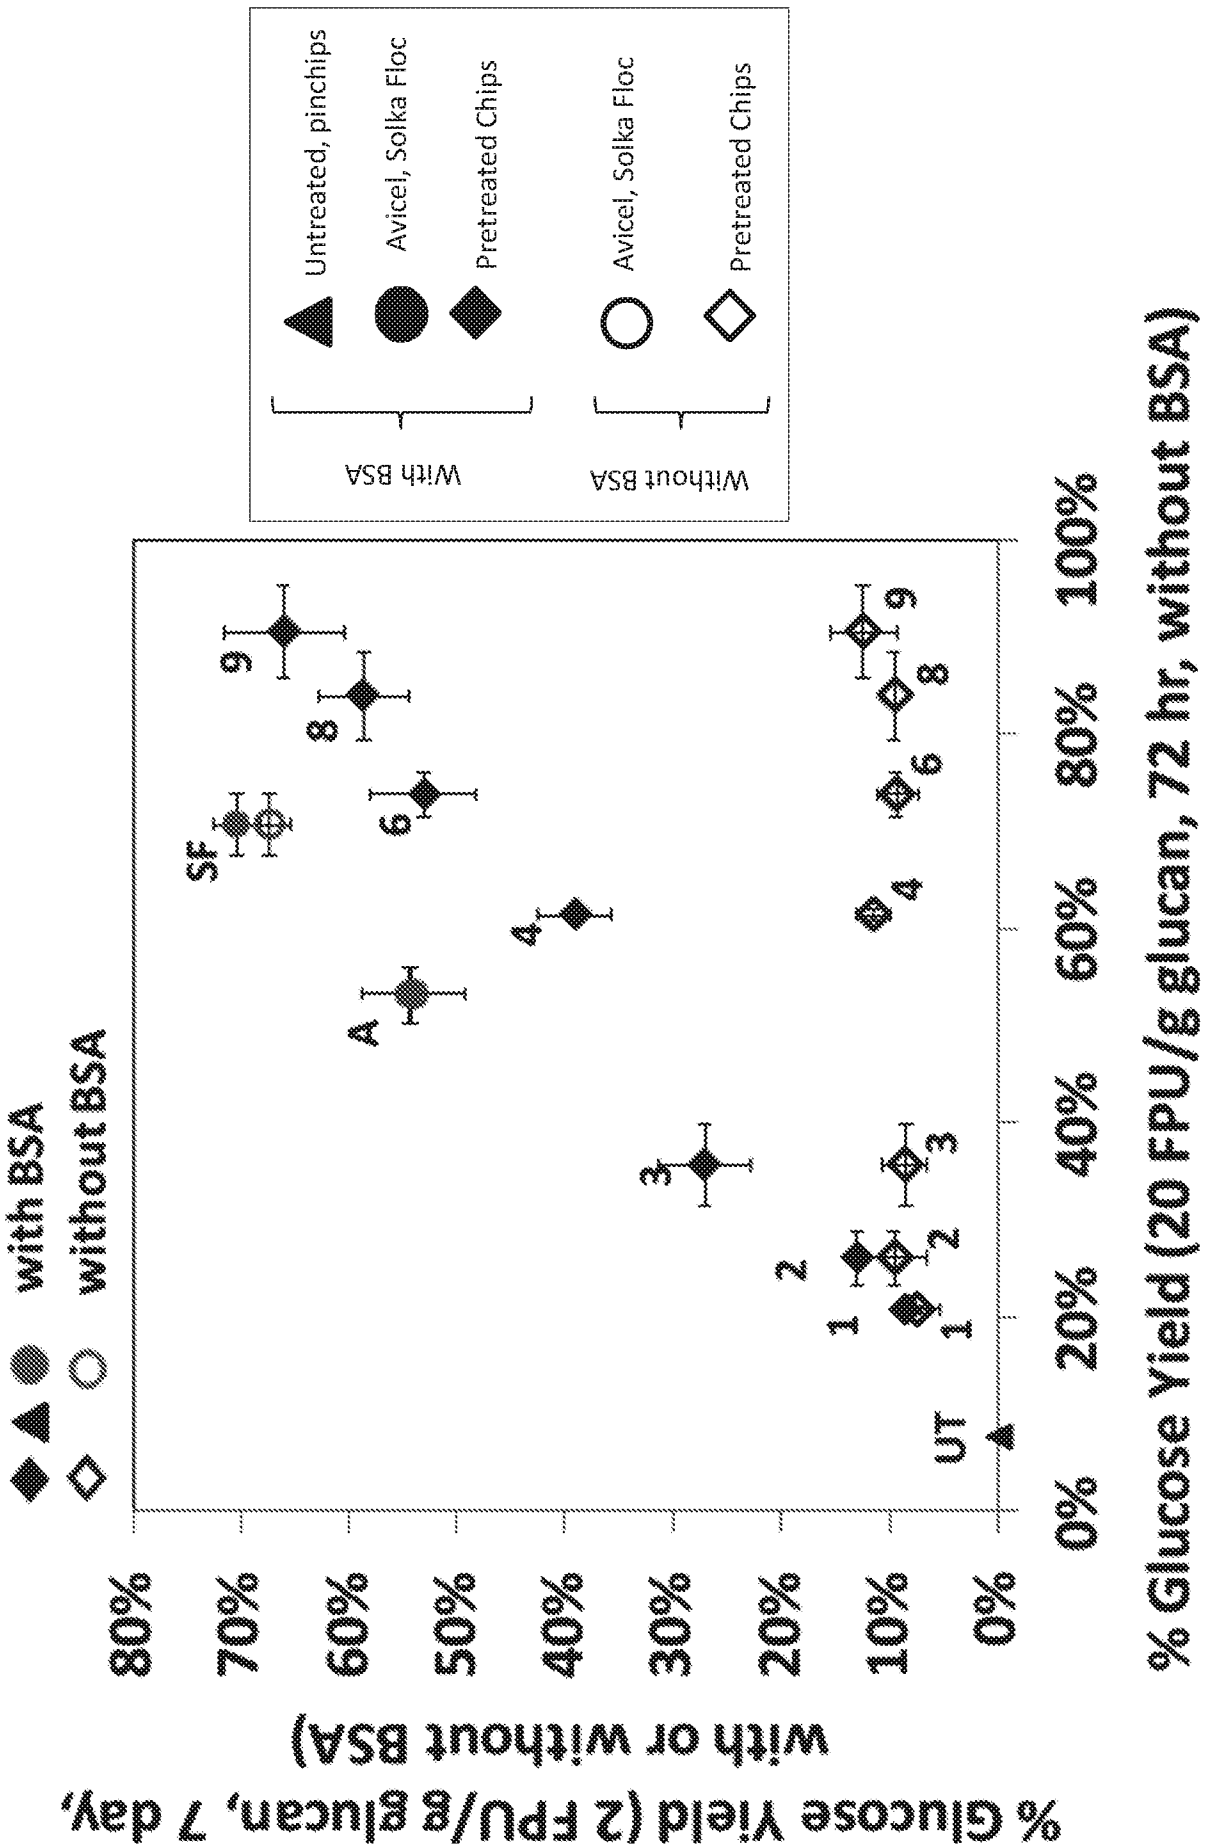 with BSA
without BSA
% Glucose Yield (2 FPU/g glucan, 7 day,
with or without BSA)
80%
70%
60%
50%
40%
30%
20%
10%
0%
UT
1
1
2
2
3
3
A
4
4
SF
6
6
8
8
9
9
0%
20%
40%
60%
80%
100%
% Glucose Yield (20 FPU/g glucan, 72 hr, without BSA)
With BSA
Untreated, pinchips
Avicel, Solka Floc
Pretreated Chips
Without BSA
Avicel, Solka Floc
Pretreated Chips